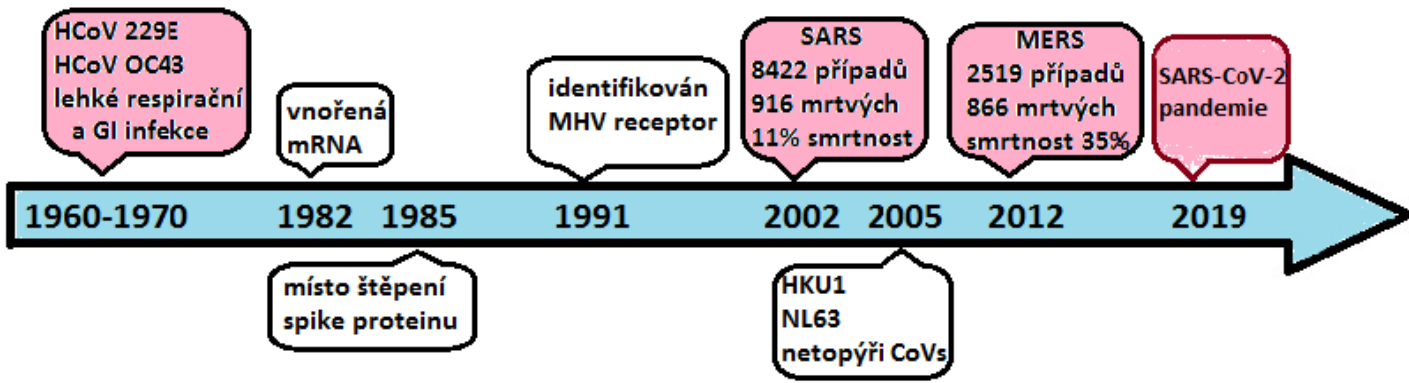 HCoV 229E
HCoV OC43
lehké respirační
a GI infekce
vnořená
mRNA
identifikován
MHV receptor
SARS
8422 případů
916 mrtvých
11% smrtnost
MERS
2519 případů
866 mrtvých
smrtnost 35%
SARS-CoV-2
pandemie
1960-1970
1982
1985
1991
2002
2005
2012
2019
místo štěpení
spike proteinu
HKU1
NL63
netopýři CoVs